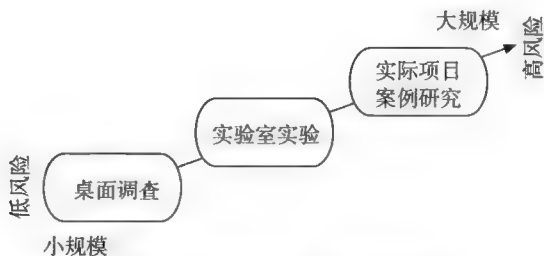 大规模
高风险
实际项目
案例研究
实验室实验
低风险
桌面调查
小规模